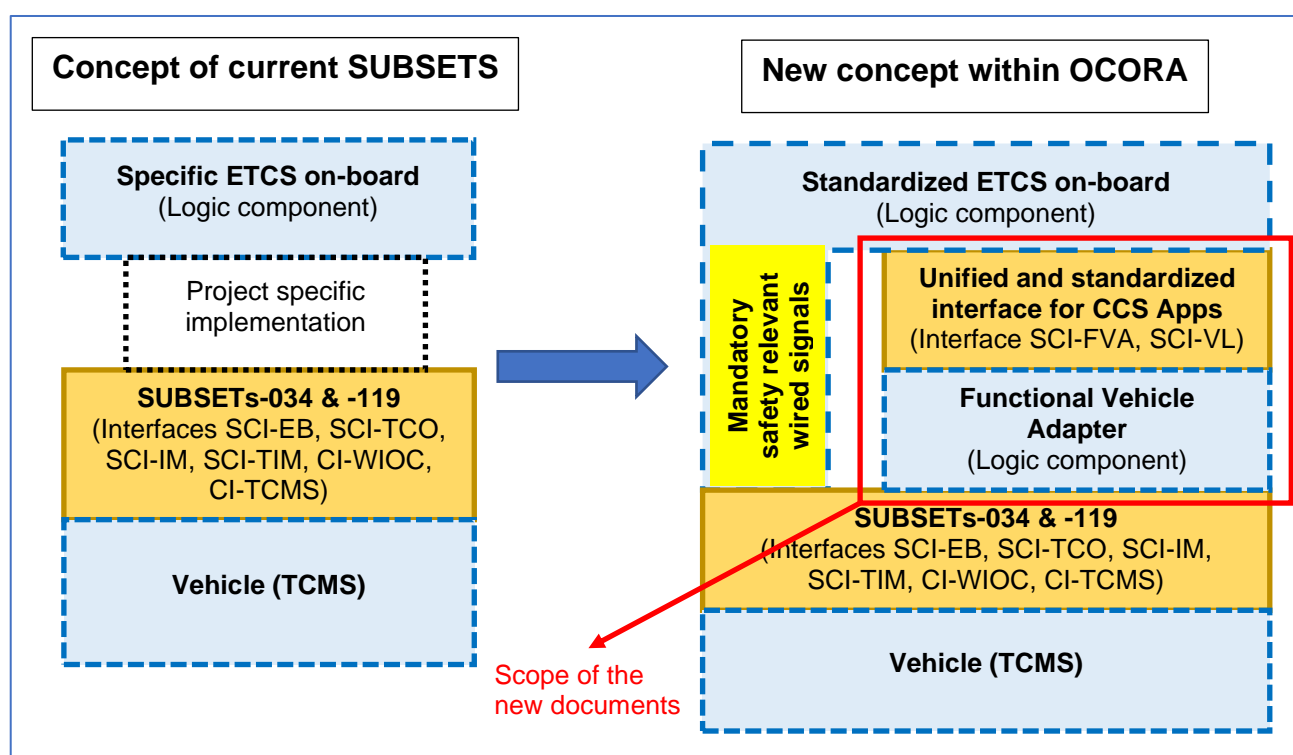 Concept of current SUBSETS
Specific ETCS on-board
(Logic component)
Project specific
implementation
SUBSETs-034 & -119
(Interfaces SCI-EB, SCI-TCO,
SCI-IM, SCI-TIM, CI-WIOC,
CI-TCMS)
Vehicle (TCMS)
New concept within OCORA
Standardized ETCS on-board
(Logic component)
Mandatory
safety relevant
wired signals
Unified and standardized
interface for CCS Apps
(Interface SCI-FVA, SCI-VL)
Functional Vehicle
Adapter
(Logic component)
SUBSETs-034 & -119
(Interfaces SCI-EB, SCI-TCO, SCI-IM,
SCI-TIM, CI-WIOC, CI-TCMS)
Vehicle (TCMS)
Scope of the
new documents